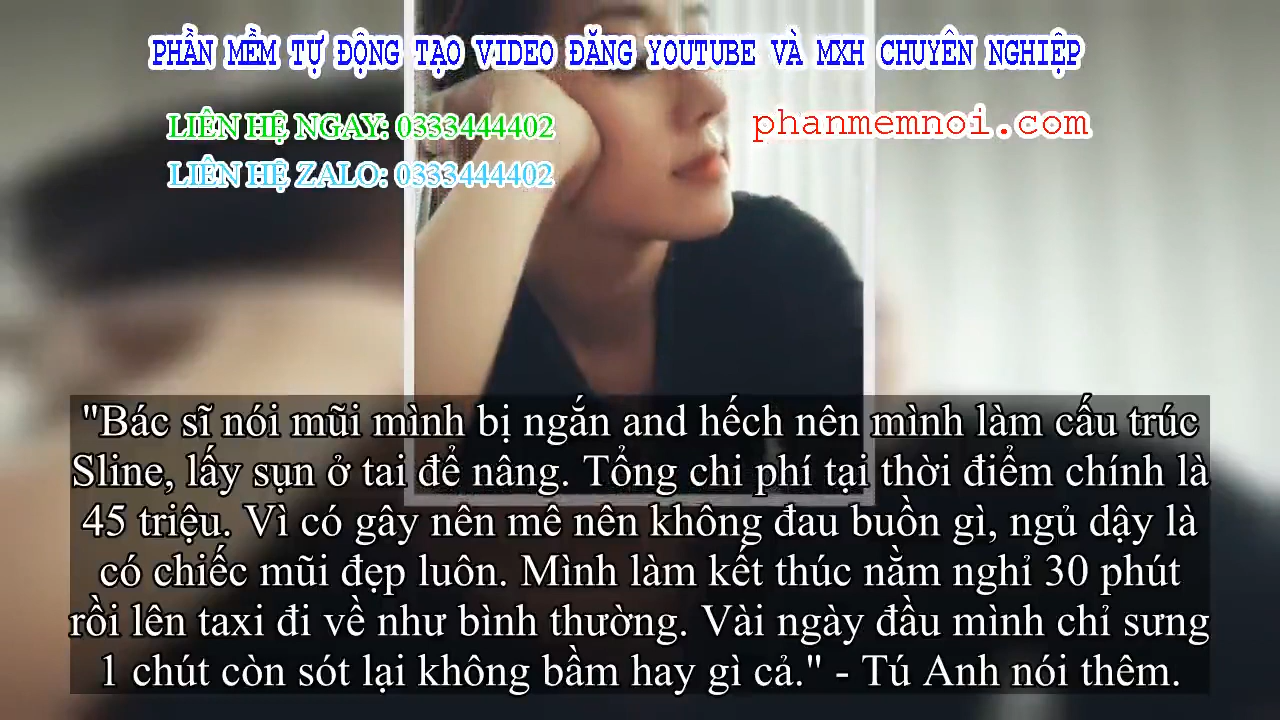 PHẦN MỀM TỰ ĐỘNG TẠO VIDEO ĐĂNG YOUTUBE VÀ MXH CHUYÊN NGHIỆP
LIÊN HỆ NGAY: 0333444402
phanmemnoi.com
LIÊN HỆ ZALO: 0333444402
"Bác sĩ nói mũi mình bị ngắn and hếch nên mình làm cấu trúc
Sline, lấy sụn ở tai để nâng. Tổng chi phí tại thời điểm chính là
45 triệu. Vì có gây nên mê nên không đau buồn gì, ngủ dậy là
có chiếc mũi đẹp luôn. Mình làm kết thúc nằm nghỉ 30 phút
rồi lên taxi đi về như bình thường. Vài ngày đầu mình chỉ sưng
1 chút còn sót lại không bầm hay gì cả." - Tú Anh nói thêm.